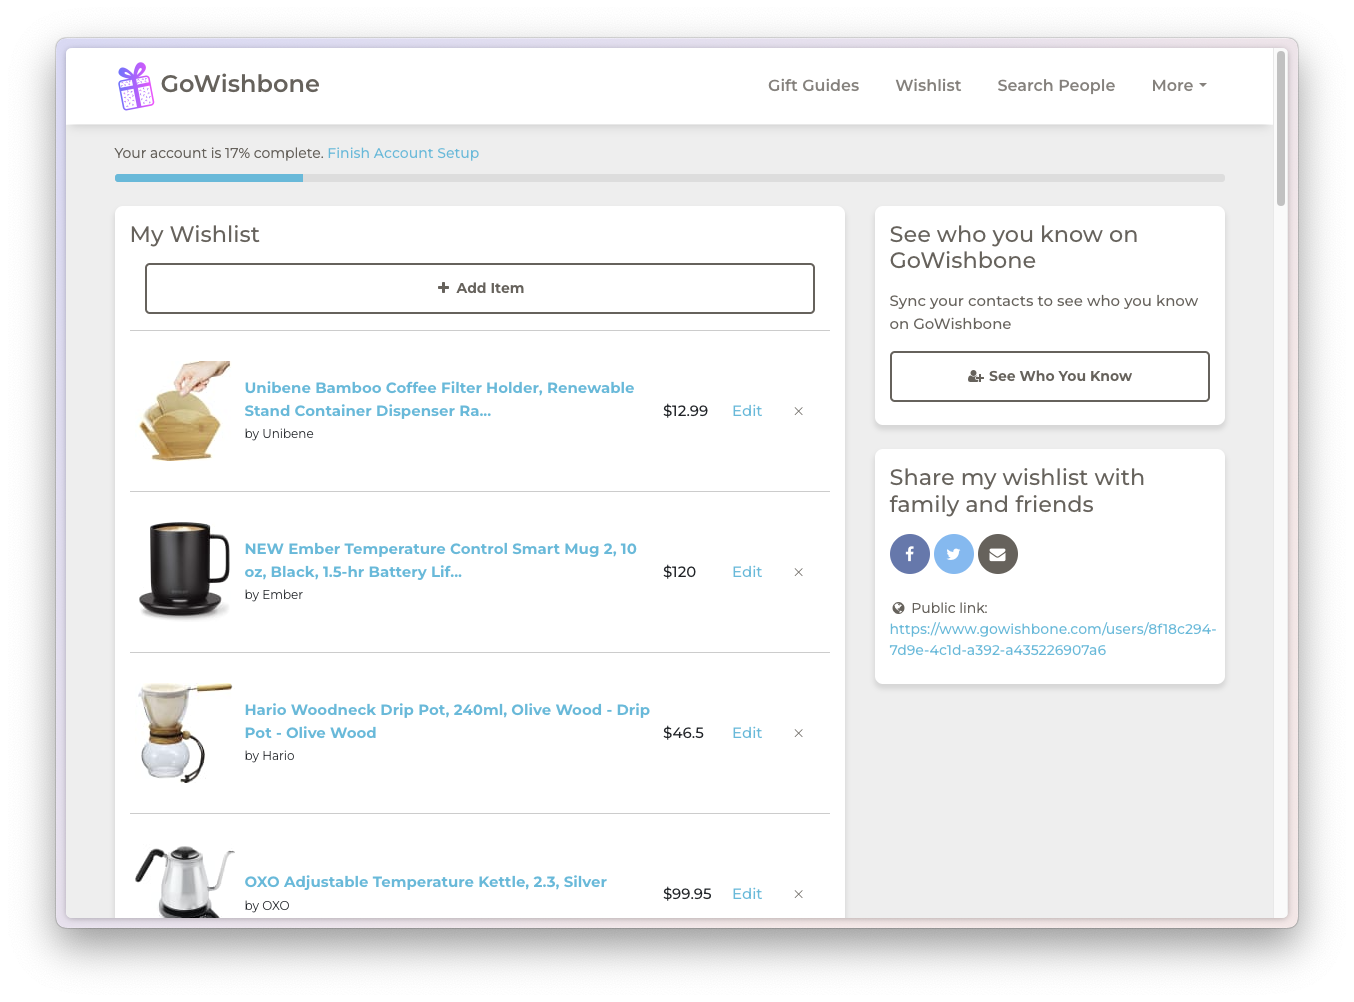 GoWishbone
Gift Guides
Wishlist
Search People
More
Your account is 17% complete. Finish Account Setup
My Wishlist
Add Item
Unibene Bamboo Coffee Filter Holder, Renewable
Stand Container Dispenser Ra...
by Unibene
$12.99
Edit
×
NEW Ember Temperature Control Smart Mug 2, 10
oz, Black, 1.5-hr Battery Lif...
by Ember
$120
Edit
×
Hario Woodneck Drip Pot, 240ml, Olive Wood - Drip
Pot - Olive Wood
by Hario
$46.5
Edit
×
OXO Adjustable Temperature Kettle, 2.3, Silver
by OXO
$99.95
Edit
×
See who you know on
GoWishbone
Sync your contacts to see who you know
on GoWishbone
See Who You Know
Share my wishlist with
family and friends
Public link:
https://www.gowishbone.com/users/8f18c294-
7d9e-4c1d-a392-a435226907a6